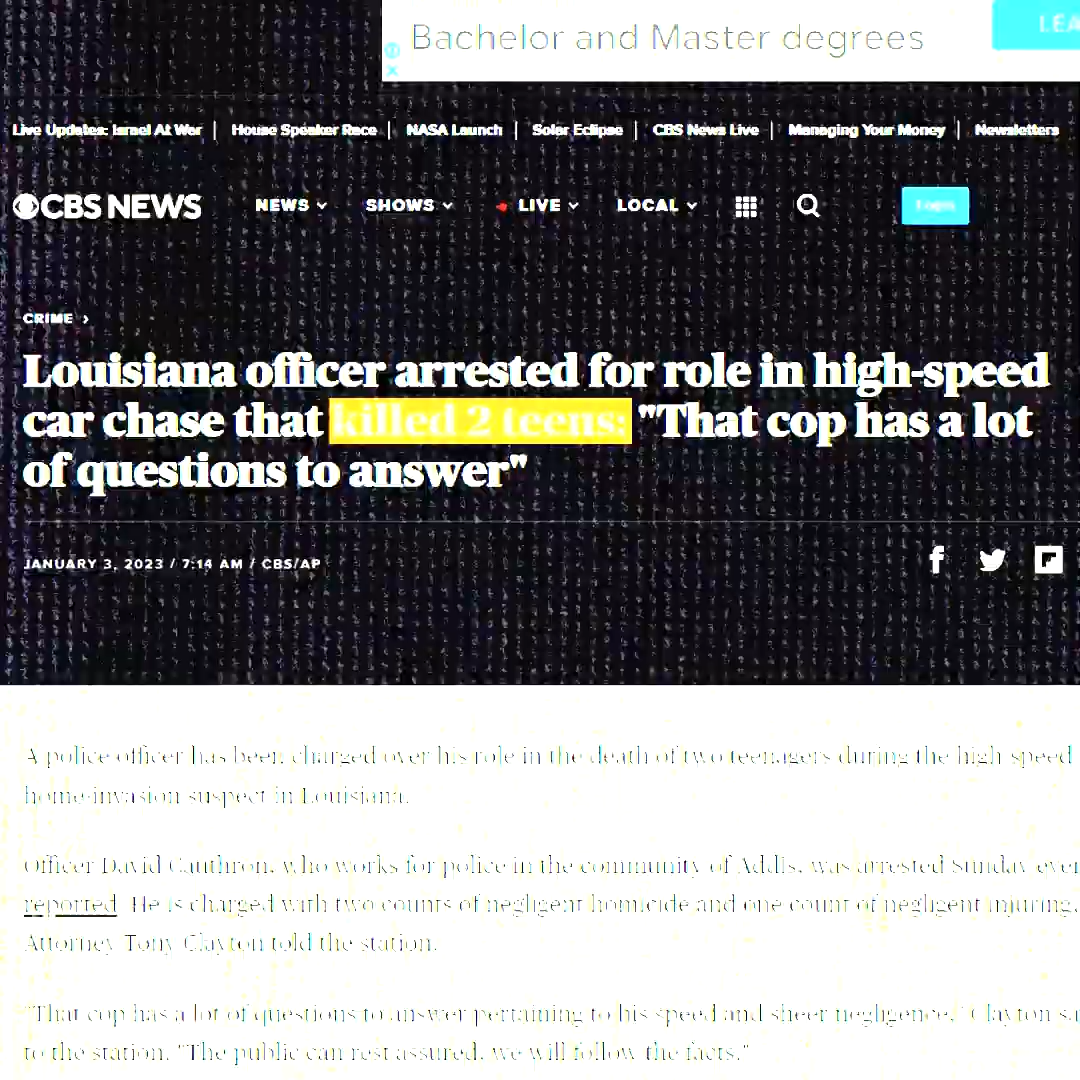 Bachelor and Master degrees
LEA
Live Updates: Israel At War | House Speaker Race | NASA Launch | Solar Eclipse | CBS News Live | Managing Your Money | Newsletters
CBS NEWS NEWS SHOWS LIVE LOCAL Login
CRIME
Louisiana officer arrested for role in high-speed
car chase that killed 2 teens: "That cop has a lot
of questions to answer"
JANUARY 3, 2023 / 7:14 AM / CBS/AP
A police officer has been charged over his role in the death of two teenagers during the high-speed
home-invasion suspect in Louisiana.
Officer David Cauthron, who works for police in the community of Addis, was arrested Sunday ever
reported. He is charged with two counts of negligent homicide and one count of negligent injuring,
Attorney Tony Clayton told the station.
"That cop has a lot of questions to answer pertaining to his speed and sheer negligence," Clayton sa
to the station. "The public can rest assured, we will follow the facts."